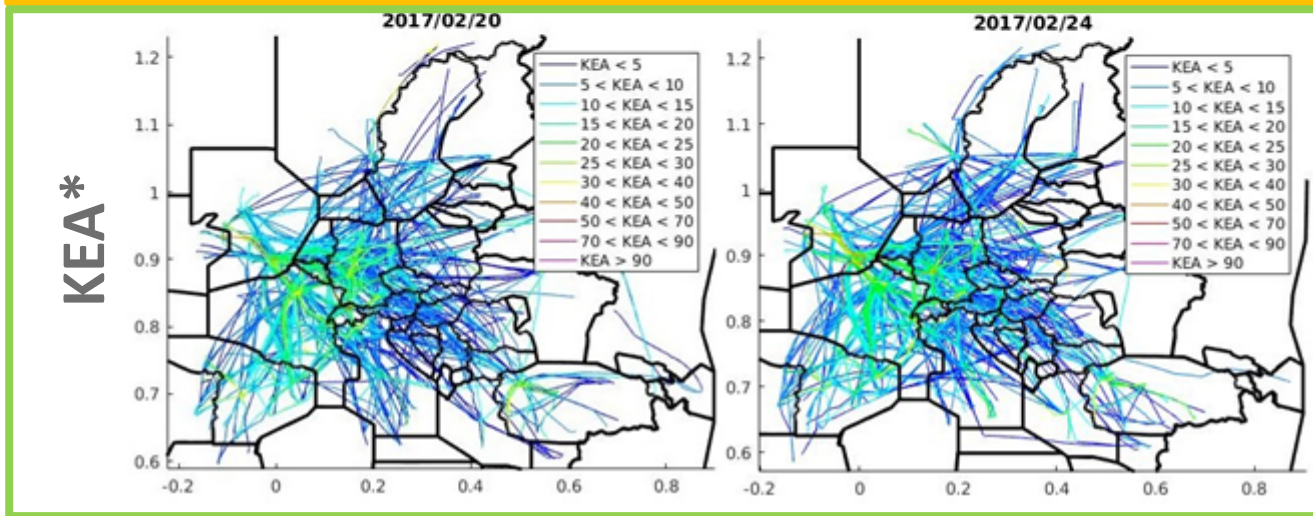 KEA*
2017/02/20
1.2
1.1
1
0.9
0.8
0.7
0.6
-0.2
0
0.2
0.4
0.6
0.8
KEA < 5
5 < KEA < 10
10 < KEA < 15
15 < KEA < 20
20 < KEA < 25
25 < KEA < 30
30 < KEA < 40
40 < KEA < 50
50 < KEA < 70
70 < KEA < 90
KEA > 90
2017/02/24
1.2
1.1
1
0.9
0.8
0.7
0.6
-0.2
0
0.2
0.4
0.6
0.8
KEA < 5
5 < KEA < 10
10 < KEA < 15
15 < KEA < 20
20 < KEA < 25
25 < KEA < 30
30 < KEA < 40
40 < KEA < 50
50 < KEA < 70
70 < KEA < 90
KEA > 90